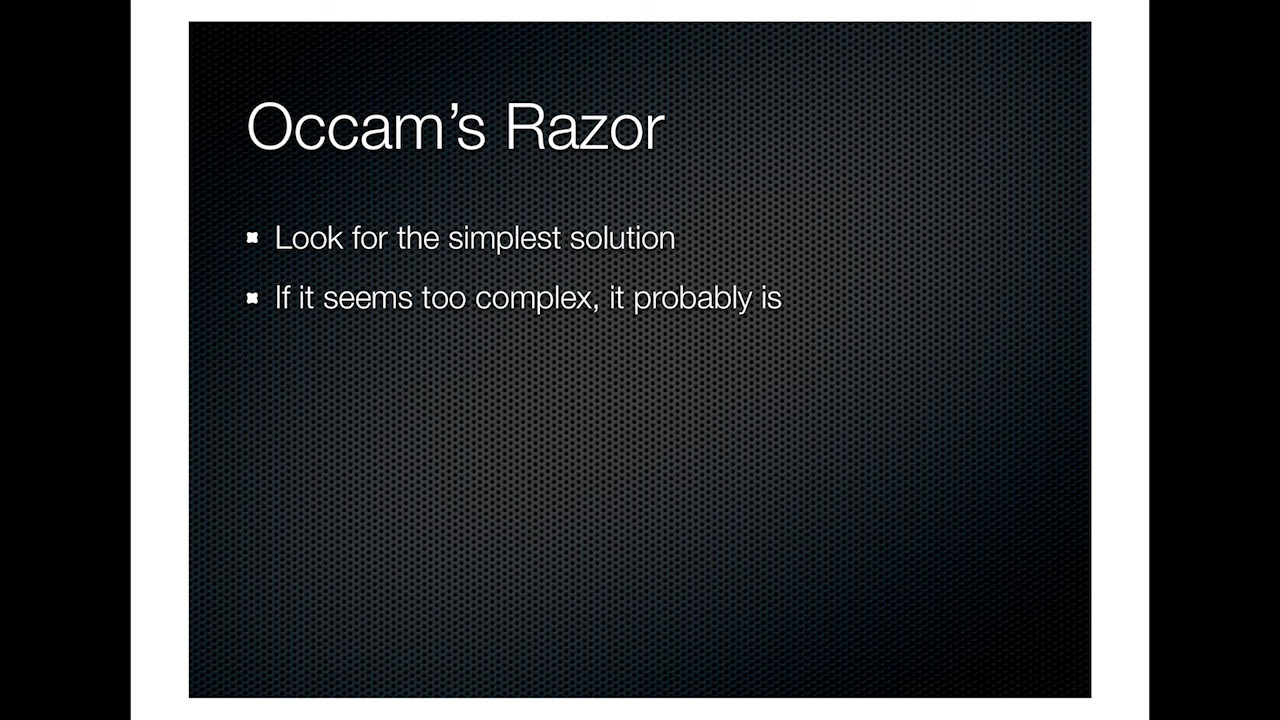 Occam’s Razor
Look for the simplest solution
If it seems too complex, it probably is